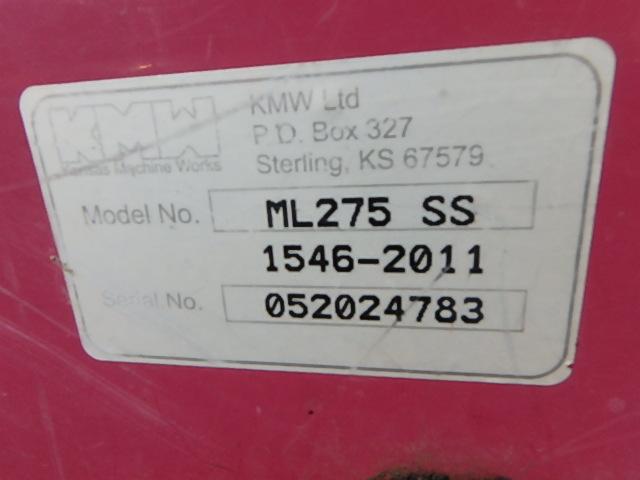 KMW
Kansas Machine Works
KMW Ltd
P.O. Box 327
Sterling, KS 67579
Model No. ML275 SS
1546-2011
Serial No. 052024783